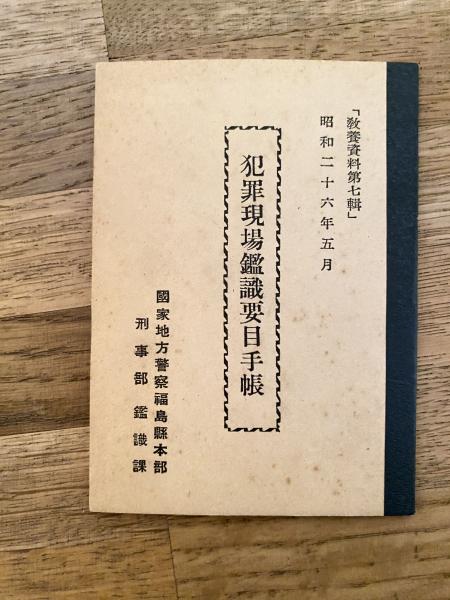 「敎養資料第七輯」
昭和二十六年五月
犯罪現場鑑識要目手帳
國家地方警察福島縣本部
刑事部鑑識課